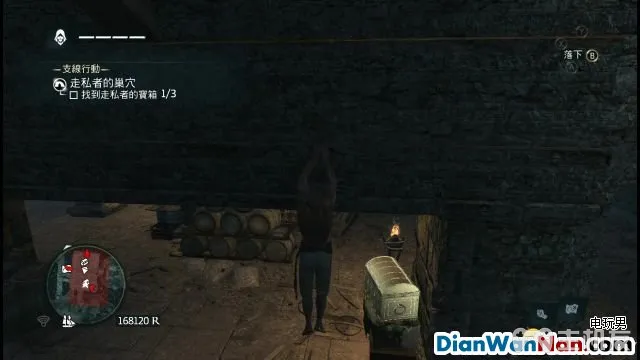 落下 B
支線行動
走私者的巢穴
找到走私者的寶箱 1/3
168120 R
电玩男
DianWanNan.com